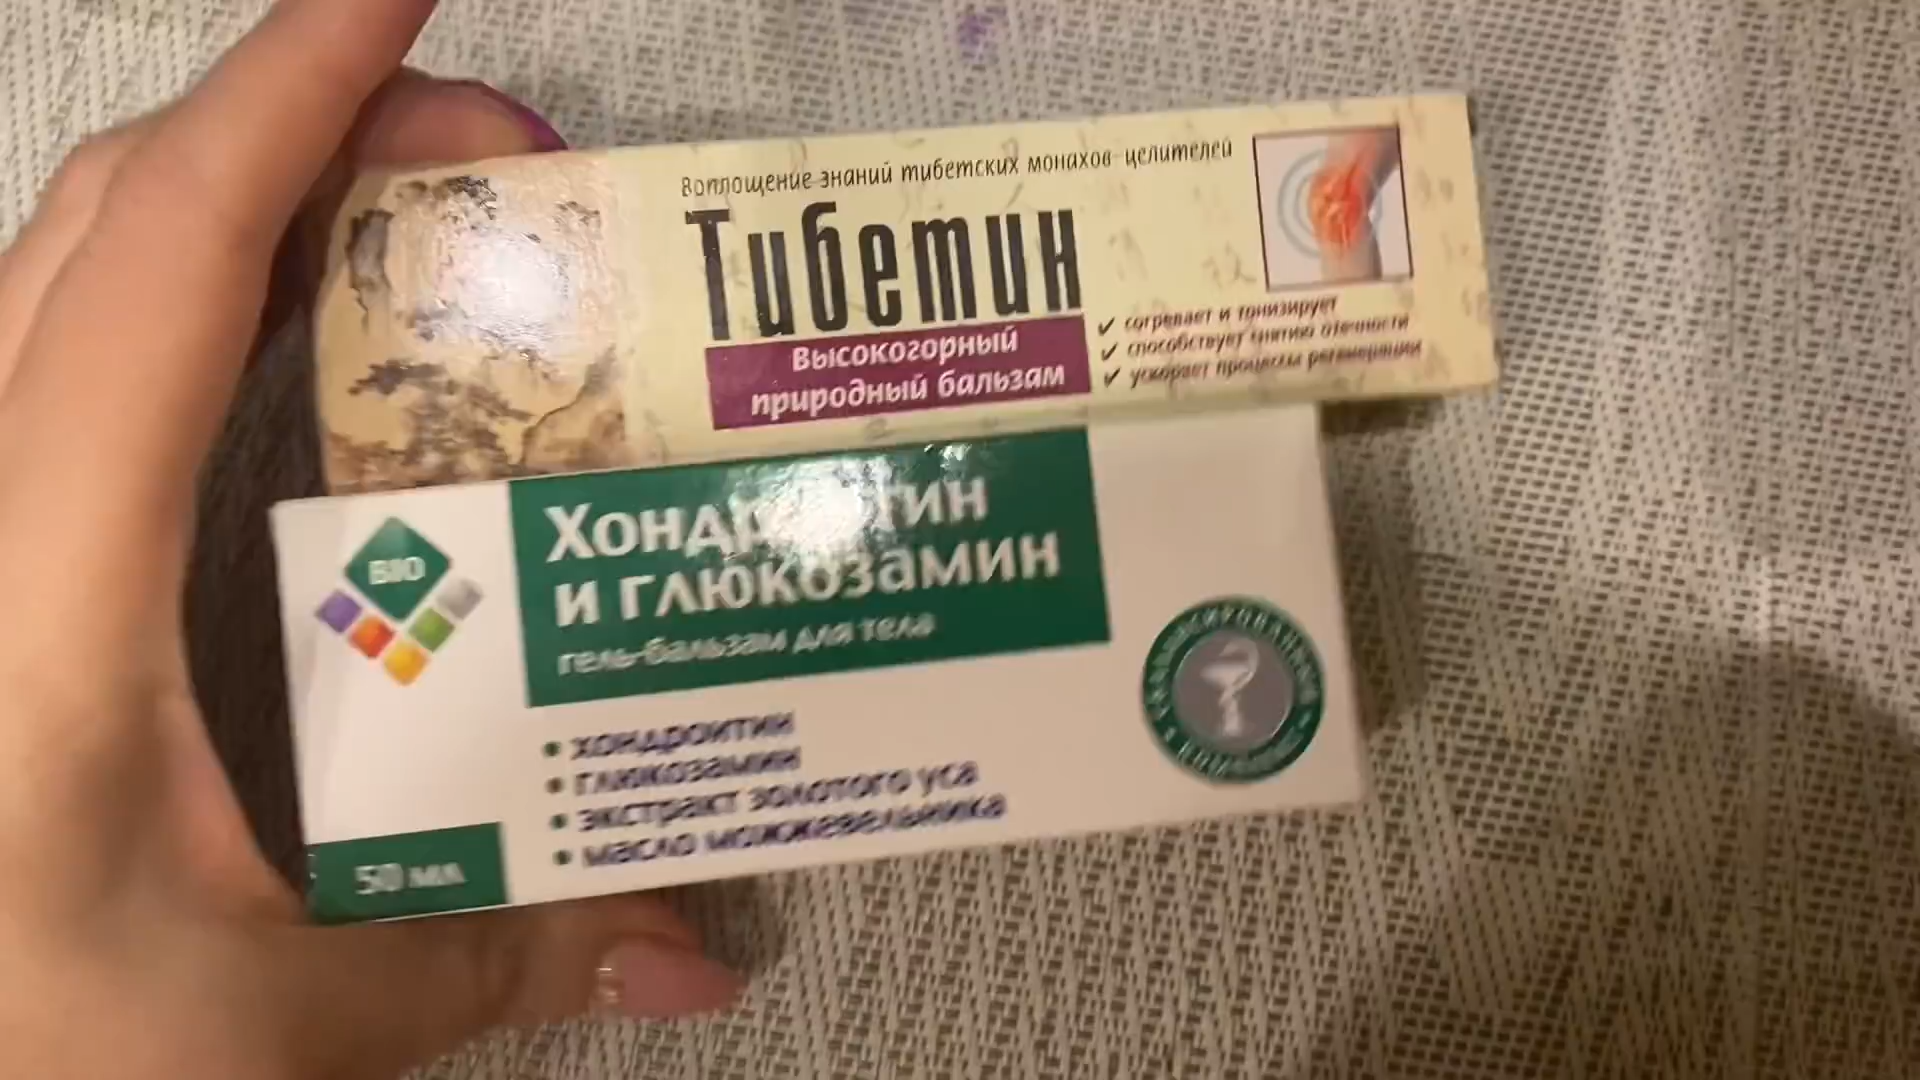 Воплощение знаний тибетских монахов-целителей
Тибетин
Высокогорный
природный бальзам
✓ согревает и тонизирует
✓ способствует снятию отечности
✓ ускоряет процессы регенерации
BIO
Хондроитин
и глюкозамин
гель-бальзам для тела
• хондроитин
• глюкозамин
• экстракт золотого уса
• масло можжевельника
50 мл